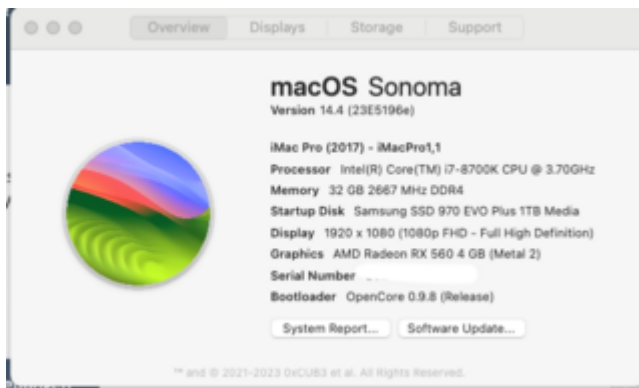 Overview Displays Storage Support
macOS Sonoma
Version 14.4 (23E5196e)
iMac Pro (2017) - iMacPro1,1
Processor Intel(R) Core(TM) i7-8700K CPU @ 3.70GHz
Memory 32 GB 2667 MHz DDR4
Startup Disk Samsung SSD 970 EVO Plus 1TB Media
Display 1920 x 1080 (1080p FHD - Full High Definition)
Graphics AMD Radeon RX 560 4 GB (Metal 2)
Serial Number
Bootloader OpenCore 0.9.8 (Release)
System Report... Software Update...
™ and © 2021-2023 0xCUB3 et al. All Rights Reserved.